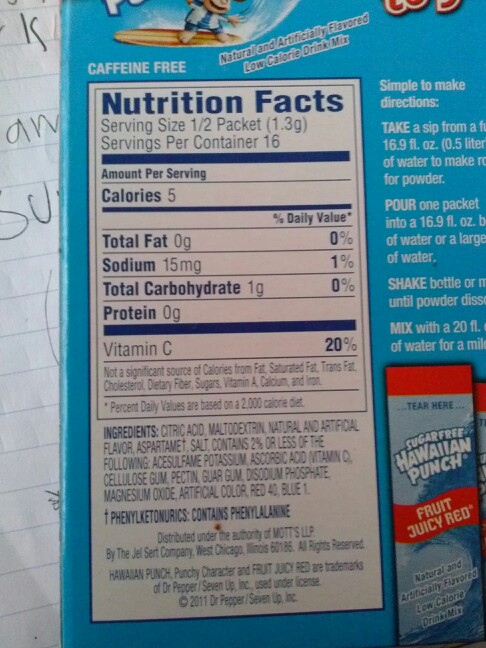 to go
Naturally and Artificially Flavored
Low Calorie Drink Mix
CAFFEINE FREE
Nutrition Facts
Serving Size 1/2 Packet (1.3g)
Servings Per Container 16
Amount Per Serving
Calories 5
% Daily Value*
Total Fat 0g 0%
Sodium 15mg 1%
Total Carbohydrate 1g 0%
Protein 0g
Vitamin C 20%
Not a significant source of Calories from Fat, Saturated Fat, Trans Fat,
Cholesterol, Dietary Fiber, Sugars, Vitamin A, Calcium, and Iron.
* Percent Daily Values are based on a 2,000 calorie diet.
INGREDIENTS: CITRIC ACID, MALTODEXTRIN, NATURAL AND ARTIFICIAL
FLAVOR, ASPARTAME†, SALT, CONTAINS 2% OR LESS OF THE
FOLLOWING: ACESULFAME POTASSIUM, ASCORBIC ACID (VITAMIN C),
CELLULOSE GUM, PECTIN, GUAR GUM, DISODIUM PHOSPHATE,
MAGNESIUM OXIDE, ARTIFICIAL COLOR, RED 40, BLUE 1.
† PHENYLKETONURICS: CONTAINS PHENYLALANINE
Distributed under the authority of MOTT'S LLP
By The Jel Sert Company, West Chicago, Illinois 60186. All Rights Reserved.
HAWAIIAN PUNCH, Punchy Character and FRUIT JUICY RED are trademarks
of Dr Pepper/Seven Up, Inc., used under license.
© 2011 Dr Pepper/Seven Up, Inc.
Simple to make
directions:
TAKE a sip from a
16.9 fl. oz. (0.5 liter
of water to make
for powder.
POUR one packet
into a 16.9 fl. oz.
of water or a large
of water.
SHAKE bottle or
until powder
MIX with a 20 fl.
of water for a
...TEAR HERE...
SUGAR FREE
HAWAIIAN
PUNCH
FRUIT
JUICY RED
Natural and
Artificially Flavored
Low Calorie
Drink Mix